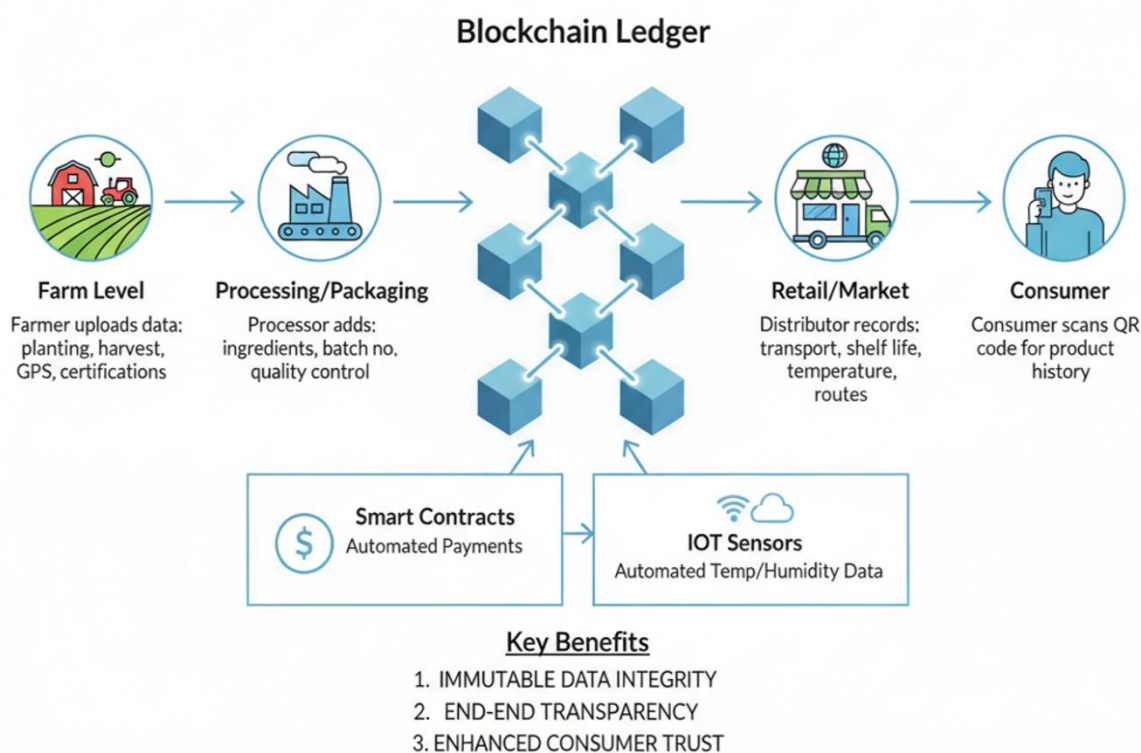 Blockchain Ledger
Farm Level
Farmer uploads data:
planting, harvest,
GPS, certifications
Processing/Packaging
Processor adds:
ingredients, batch no.
quality control
Retail/Market
Distributor records:
transport, shelf life,
temperature,
routes
Consumer
Consumer scans QR
code for product
history
$
Smart Contracts
Automated Payments
IOT Sensors
Automated Temp/Humidity Data
Key Benefits
1. IMMUTABLE DATA INTEGRITY
2. END-END TRANSPARENCY
3. ENHANCED CONSUMER TRUST